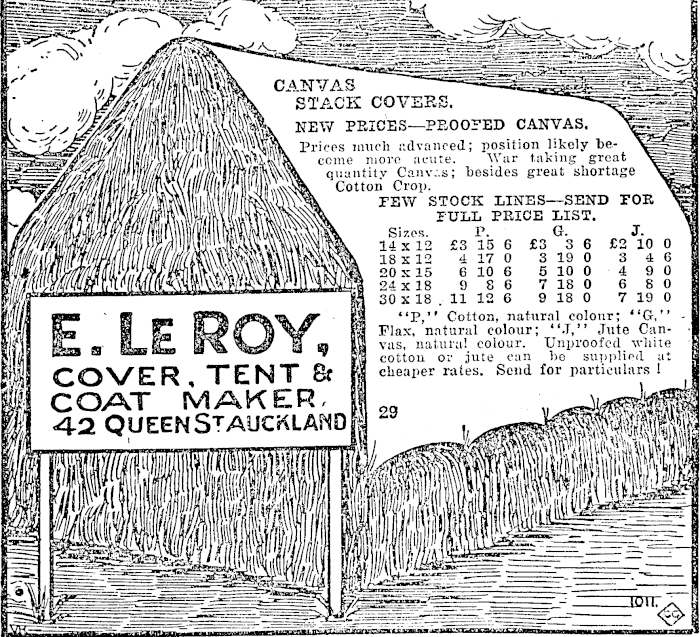 CANVAS
STACK COVERS.
NEW PRICES—PROOFED CANVAS.
Prices much advanced; position likely be-
come more acute. War taking great
quantity Canvas; besides great shortage
Cotton Crop.
FEW STOCK LINES—SEND FOR
FULL PRICE LIST.
Sizes. P. G. J.
14 x 12 £3 15 6 £3 3 6 £2 10 0
18 x 12 4 17 0 3 19 0 3 4 6
20 x 15 6 10 6 5 10 0 4 9 0
24 x 18 9 8 6 7 18 0 6 8 0
30 x 18 11 12 6 9 18 0 7 19 0
"P," Cotton, natural colour; "G,"
Flax, natural colour; "J," Jute Can-
vas, natural colour. Unproofed white
cotton or jute can be supplied at
cheaper rates. Send for particulars!
29
E. LE ROY,
COVER, TENT &
COAT MAKER,
42 QUEEN ST AUCKLAND
1011.